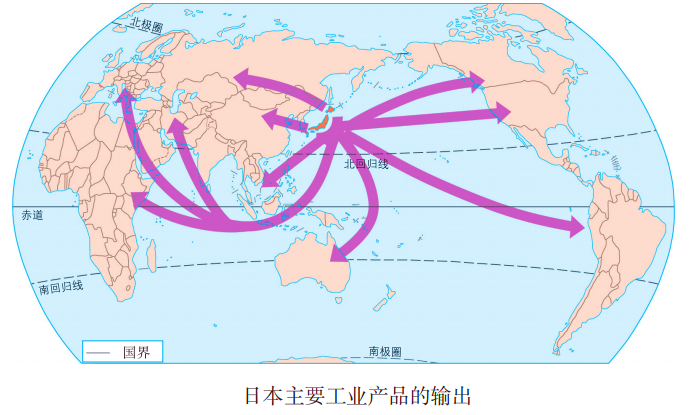 北极圈
北回归线
赤道
南回归线
南极圈
国界
日本主要工业产品的输出